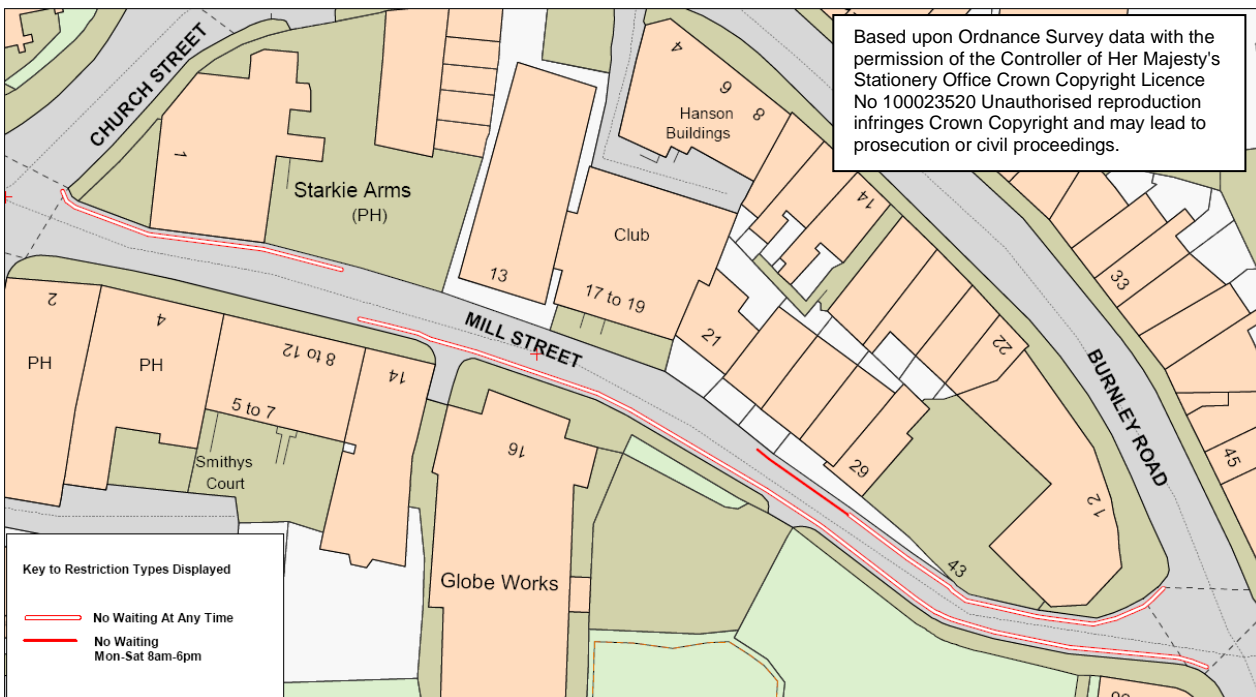 Based upon Ordnance Survey data with the
permission of the Controller of Her Majesty's
Stationery Office Crown Copyright Licence
No 100023520 Unauthorised reproduction
infringes Crown Copyright and may lead to
prosecution or civil proceedings.
CHURCH STREET
1
Starkie Arms
(PH)
4
6
8
Hanson
Buildings
14
Club
13
17 to 19
33
MILL STREET
21
22
BURNLEY ROAD
2
PH
4
PH
8 to 12
14
5 to 7
Smithys
Court
16
29
45
12
43
Globe Works
Key to Restriction Types Displayed
No Waiting At Any Time
No Waiting
Mon-Sat 8am-6pm